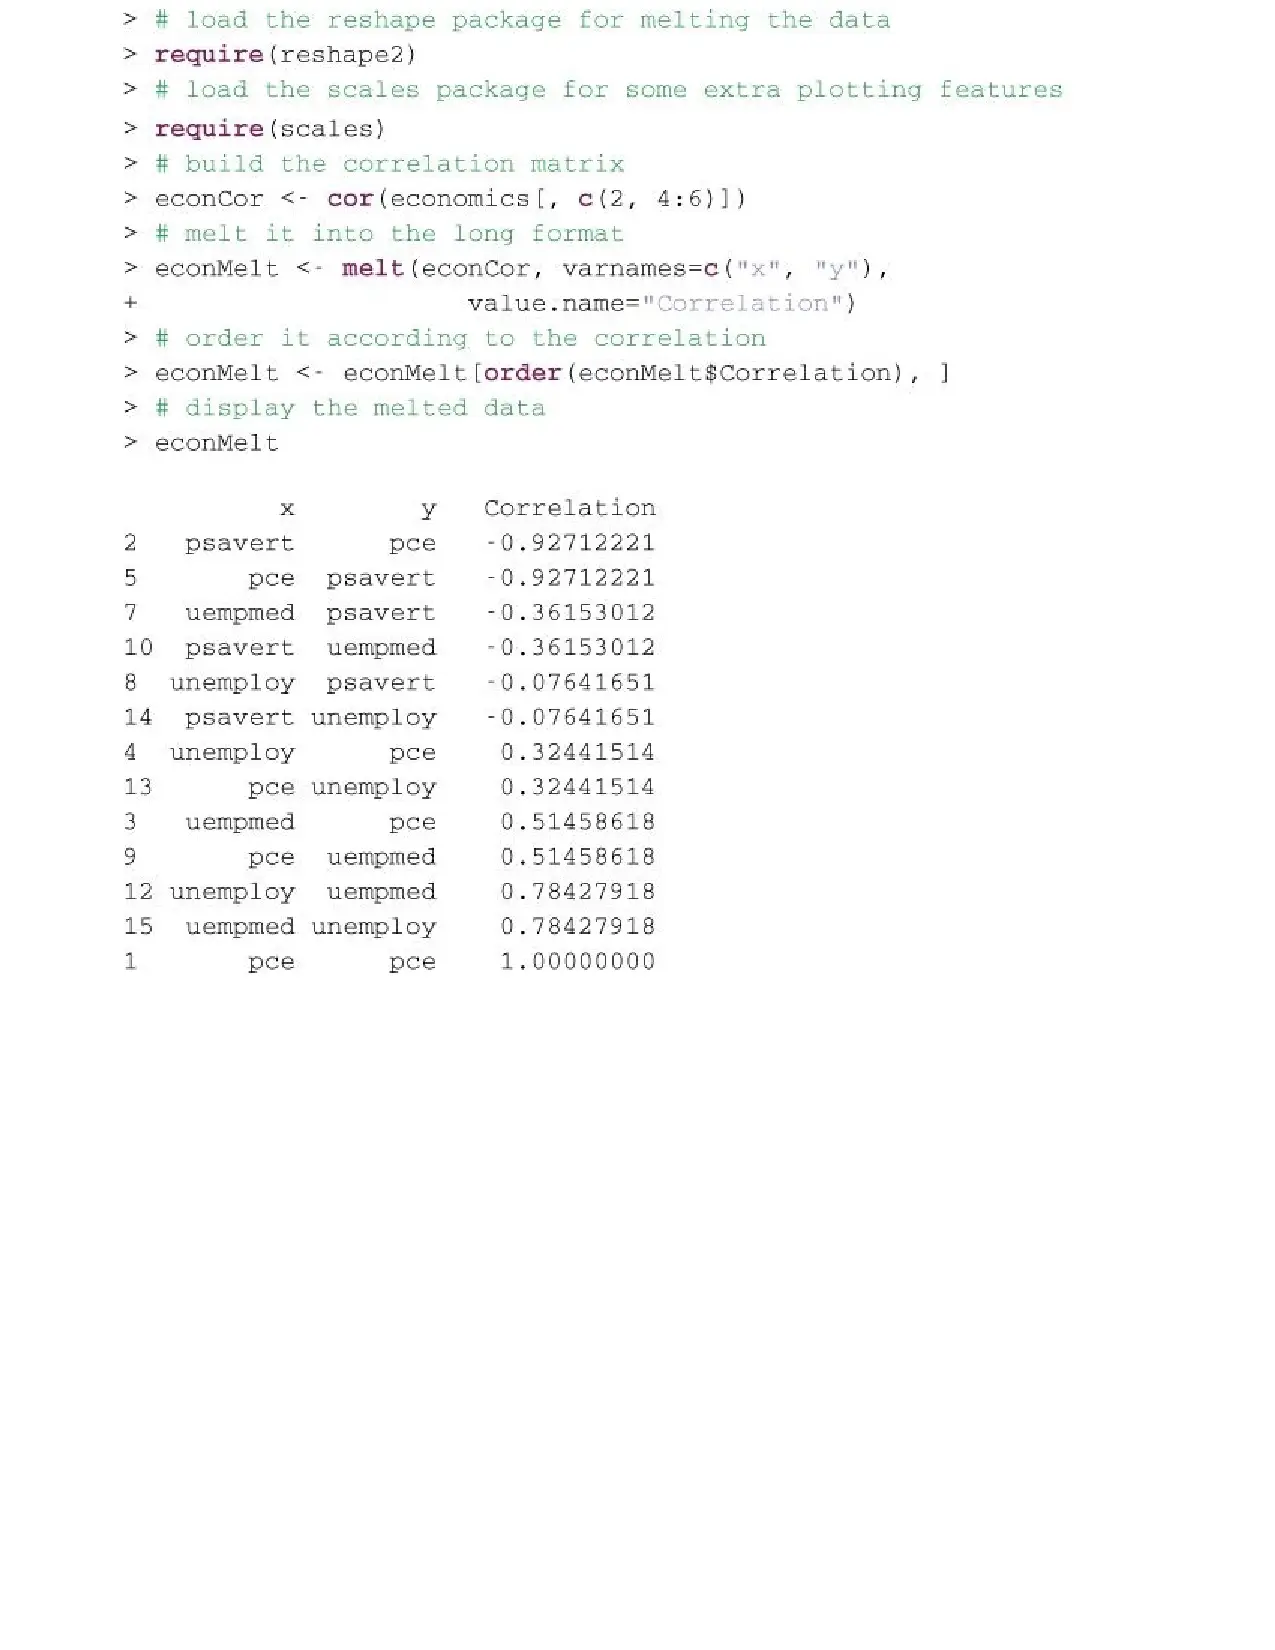 > # load the reshape package for melting the data
> require(reshape2)
> # load the scales package for some extra plotting features
> require(scales)
> # build the correlation matrix
> econCor <- cor(economics[, c(2, 4:6)])
> # melt it into the long format
> econMelt <- melt(econCor, varnames=c("x", "y"),
+                     value.name="Correlation")
> # order it according to the correlation
> econMelt <- econMelt[order(econMelt$Correlation), ]
> # display the melted data
> econMelt
          x        y   Correlation
2   psavert      pce   -0.92712221
5       pce  psavert   -0.92712221
7    uempmed  psavert   -0.36153012
10  psavert  uempmed   -0.36153012
8  unemploy  psavert   -0.07641651
14  psavert unemploy   -0.07641651
4  unemploy      pce    0.32441514
13      pce unemploy    0.32441514
3   uempmed      pce    0.51458618
9       pce  uempmed    0.51458618
12 unemploy  uempmed    0.78427918
15  uempmed unemploy    0.78427918
1       pce      pce    1.00000000